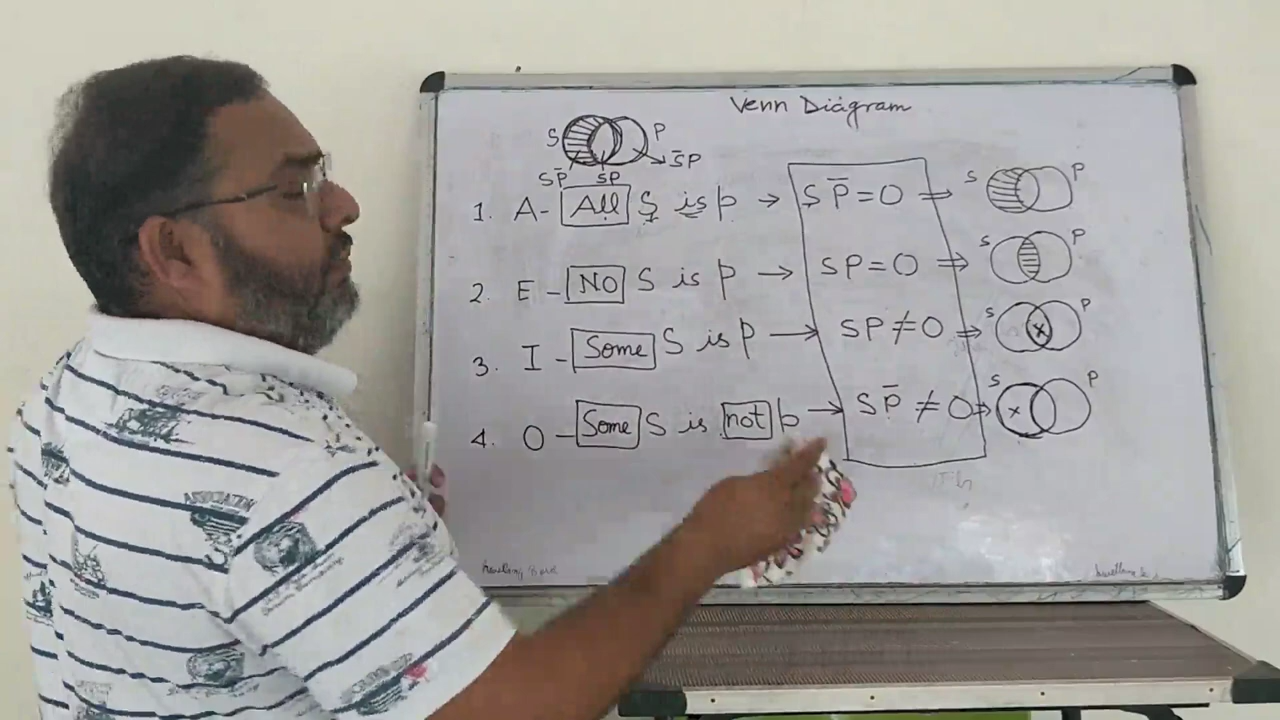 Venn Diagram
S P
SP̄ SP S̄P
1. A- All S is p → SP̄ = 0 ⇒ S P
2. E - NO S is p → SP = 0 ⇒ S P
3. I - Some S is p → SP ≠ 0 ⇒ S x P
4. O - Some S is not p → SP̄ ≠ 0 ⇒ S x P
ASSOCIATION